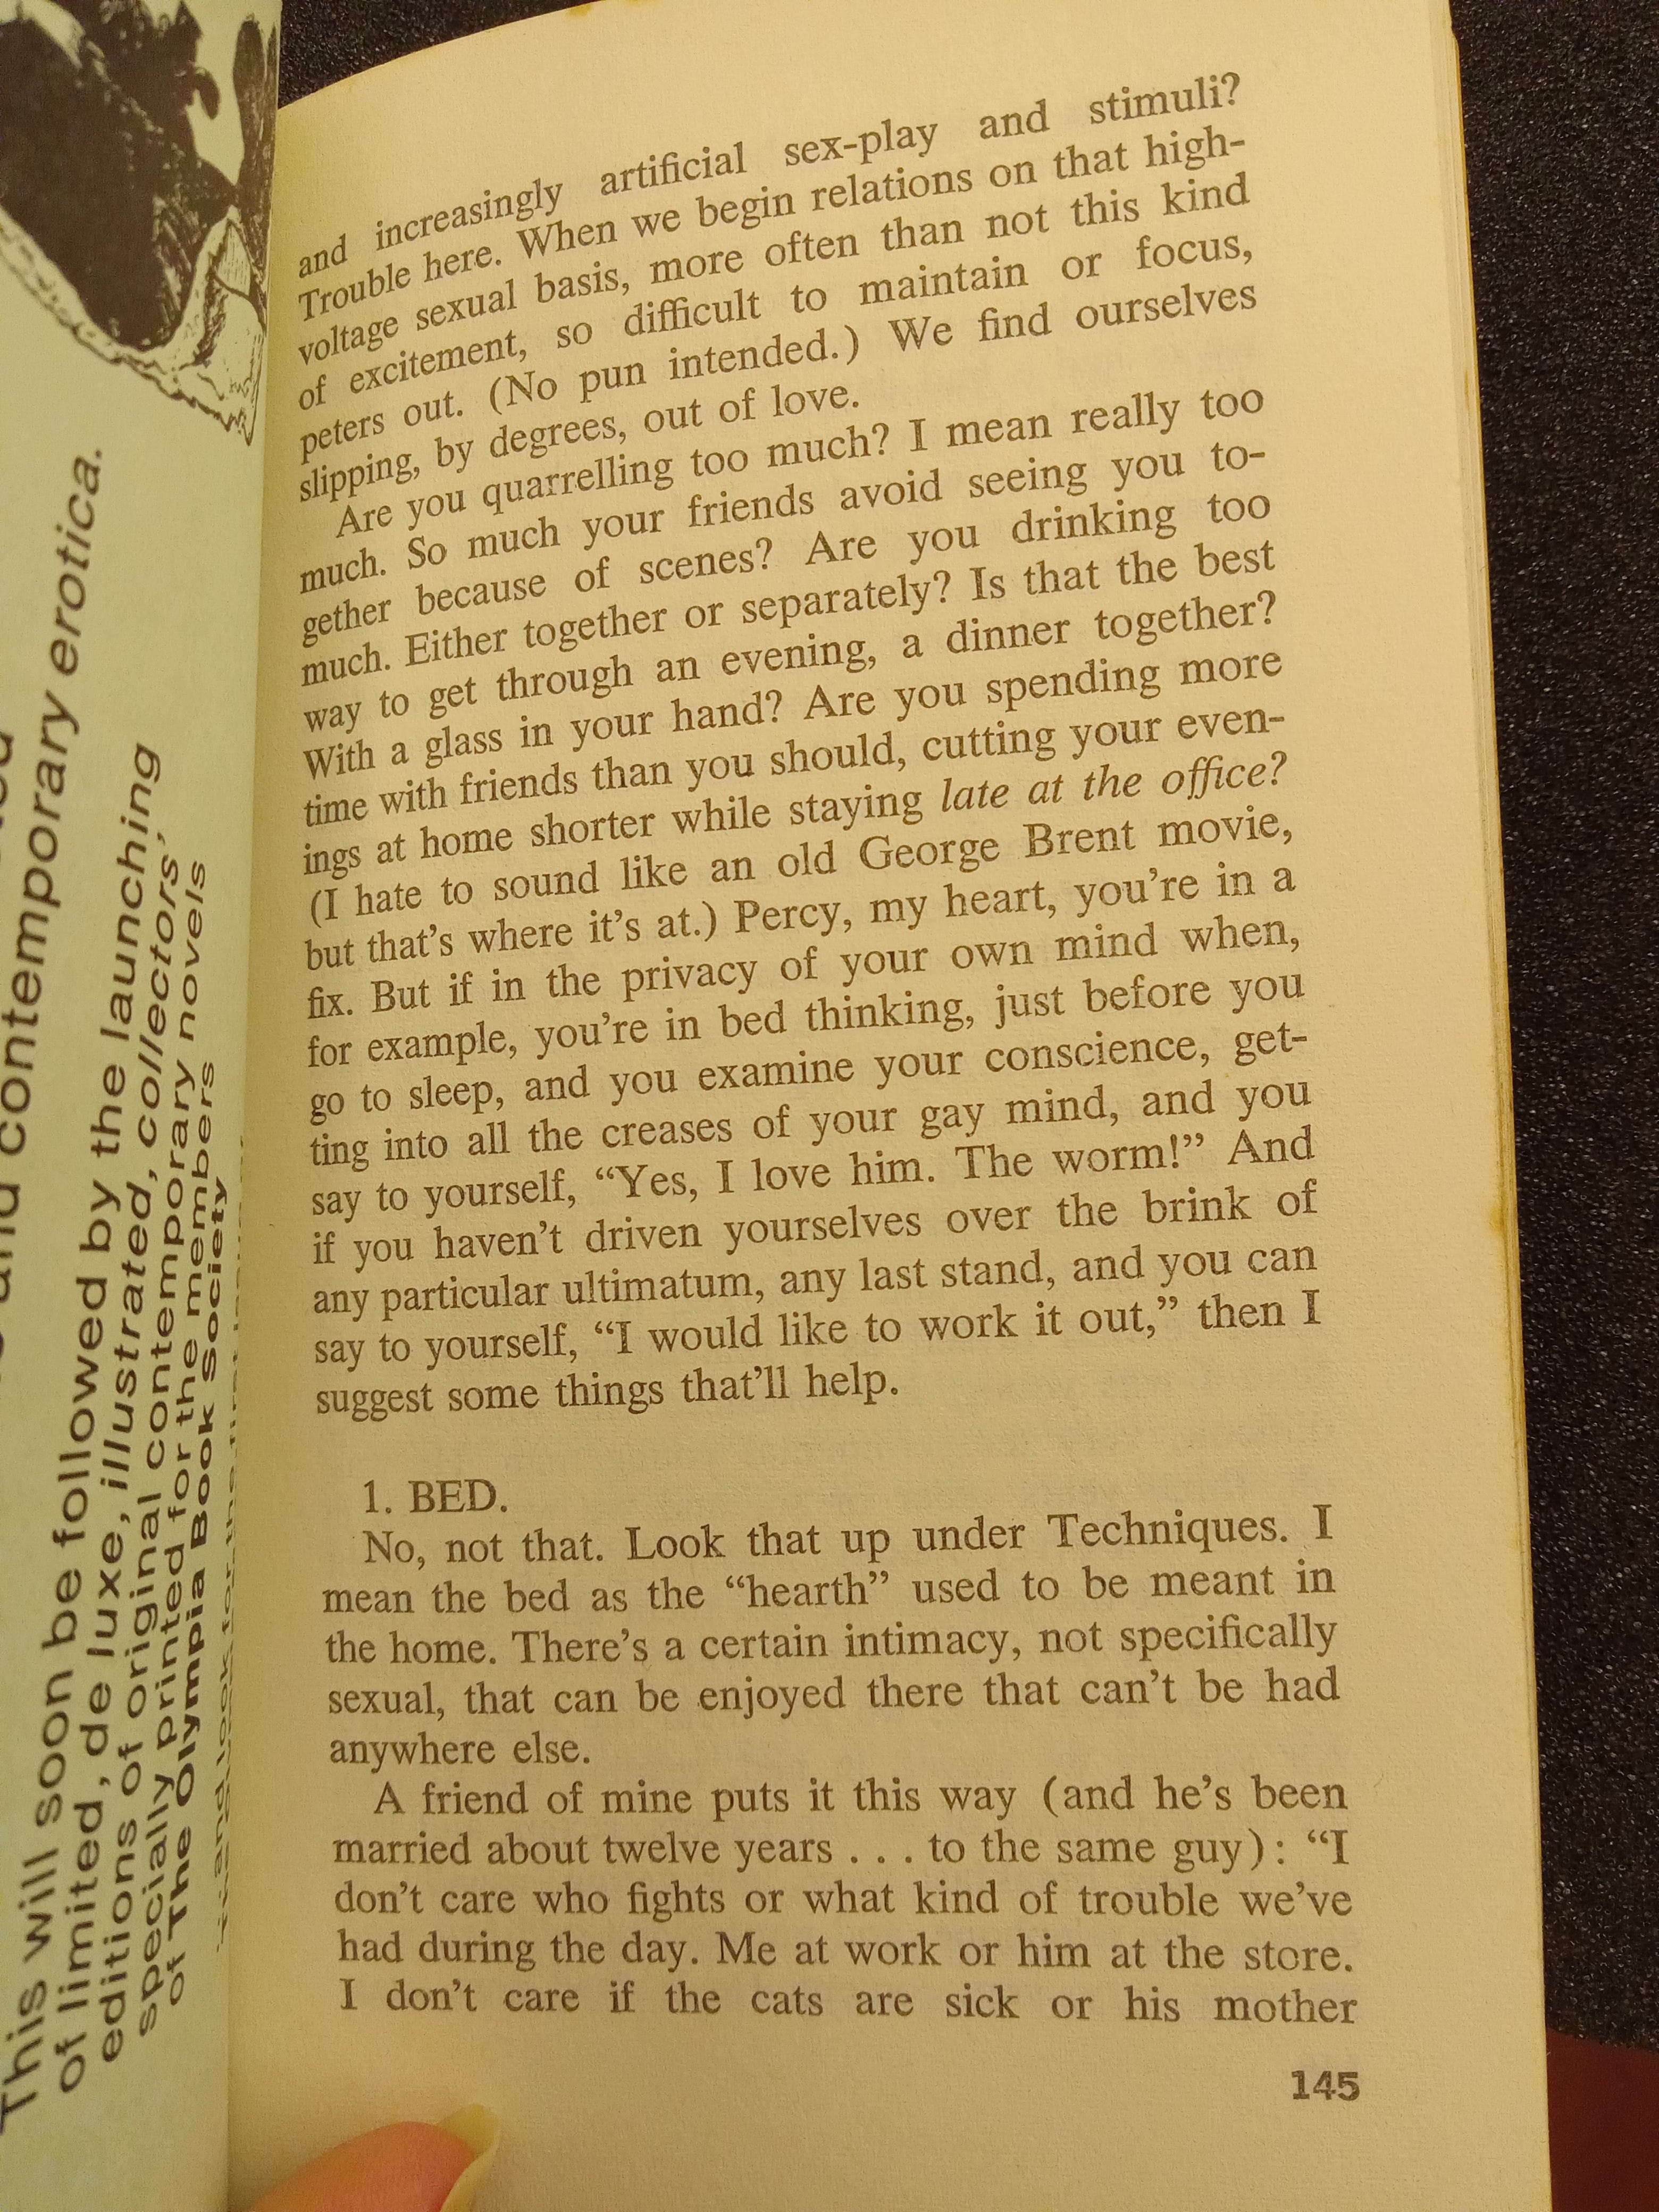 contemporary erotica.
This will soon be followed by the launching
of limited, de luxe, illustrated, collectors'
editions of original contemporary novels
specially printed for the members
of The Olympia Book Society
and increasingly artificial sex-play and stimuli?
Trouble here. When we begin relations on that high-
voltage sexual basis, more often than not this kind
of excitement, so difficult to maintain or focus,
peters out. (No pun intended.) We find ourselves
slipping, by degrees, out of love.
Are you quarrelling too much? I mean really too
much. So much your friends avoid seeing you to-
gether because of scenes? Are you drinking too
much. Either together or separately? Is that the best
way to get through an evening, a dinner together?
With a glass in your hand? Are you spending more
time with friends than you should, cutting your even-
ings at home shorter while staying late at the office?
(I hate to sound like an old George Brent movie,
but that's where it's at.) Percy, my heart, you're in a
fix. But if in the privacy of your own mind when,
for example, you're in bed thinking, just before you
go to sleep, and you examine your conscience, get-
ting into all the creases of your gay mind, and you
say to yourself, “Yes, I love him. The worm!” And
if you haven't driven yourselves over the brink of
any particular ultimatum, any last stand, and you can
say to yourself, “I would like to work it out,” then I
suggest some things that'll help.
1. BED.
No, not that. Look that up under Techniques. I
mean the bed as the “hearth” used to be meant in
the home. There's a certain intimacy, not specifically
sexual, that can be enjoyed there that can't be had
anywhere else.
A friend of mine puts it this way (and he's been
married about twelve years . . . to the same guy): “I
don't care who fights or what kind of trouble we've
had during the day. Me at work or him at the store.
I don't care if the cats are sick or his mother
145